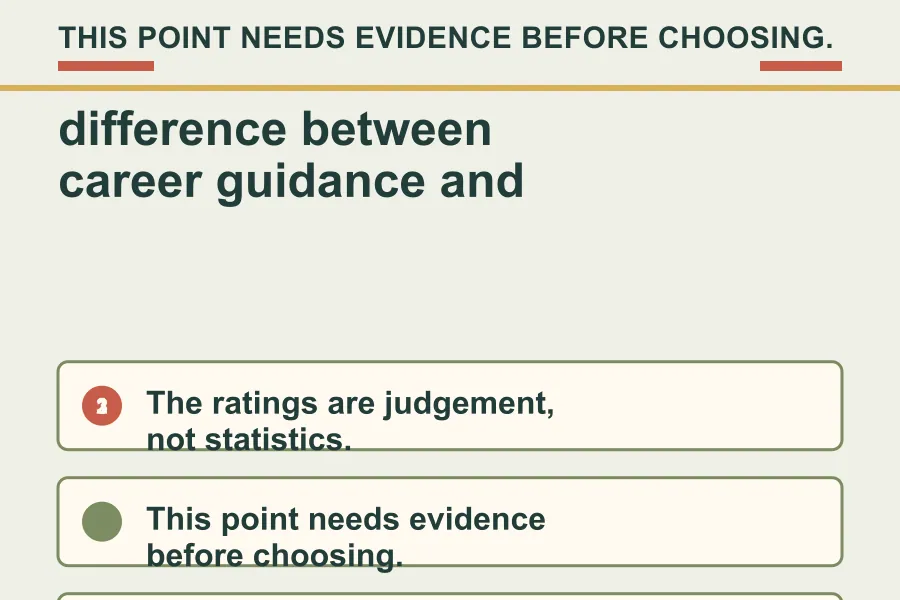 THIS POINT NEEDS EVIDENCE BEFORE CHOOSING.
difference between
career guidance and
The ratings are judgement,
not statistics.
This point needs evidence
before choosing.